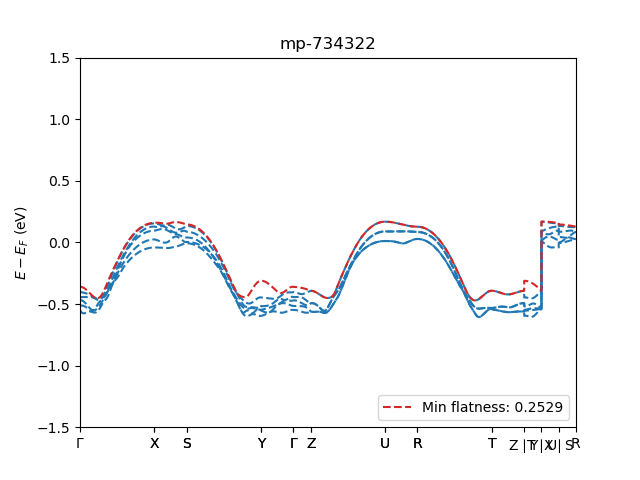 mp-734322
E − E_F (eV)
1.5
1.0
0.5
0.0
−0.5
−1.0
−1.5
Min flatness: 0.2529
Γ X S Y Γ Z U R T Z|T Y|X U|S R